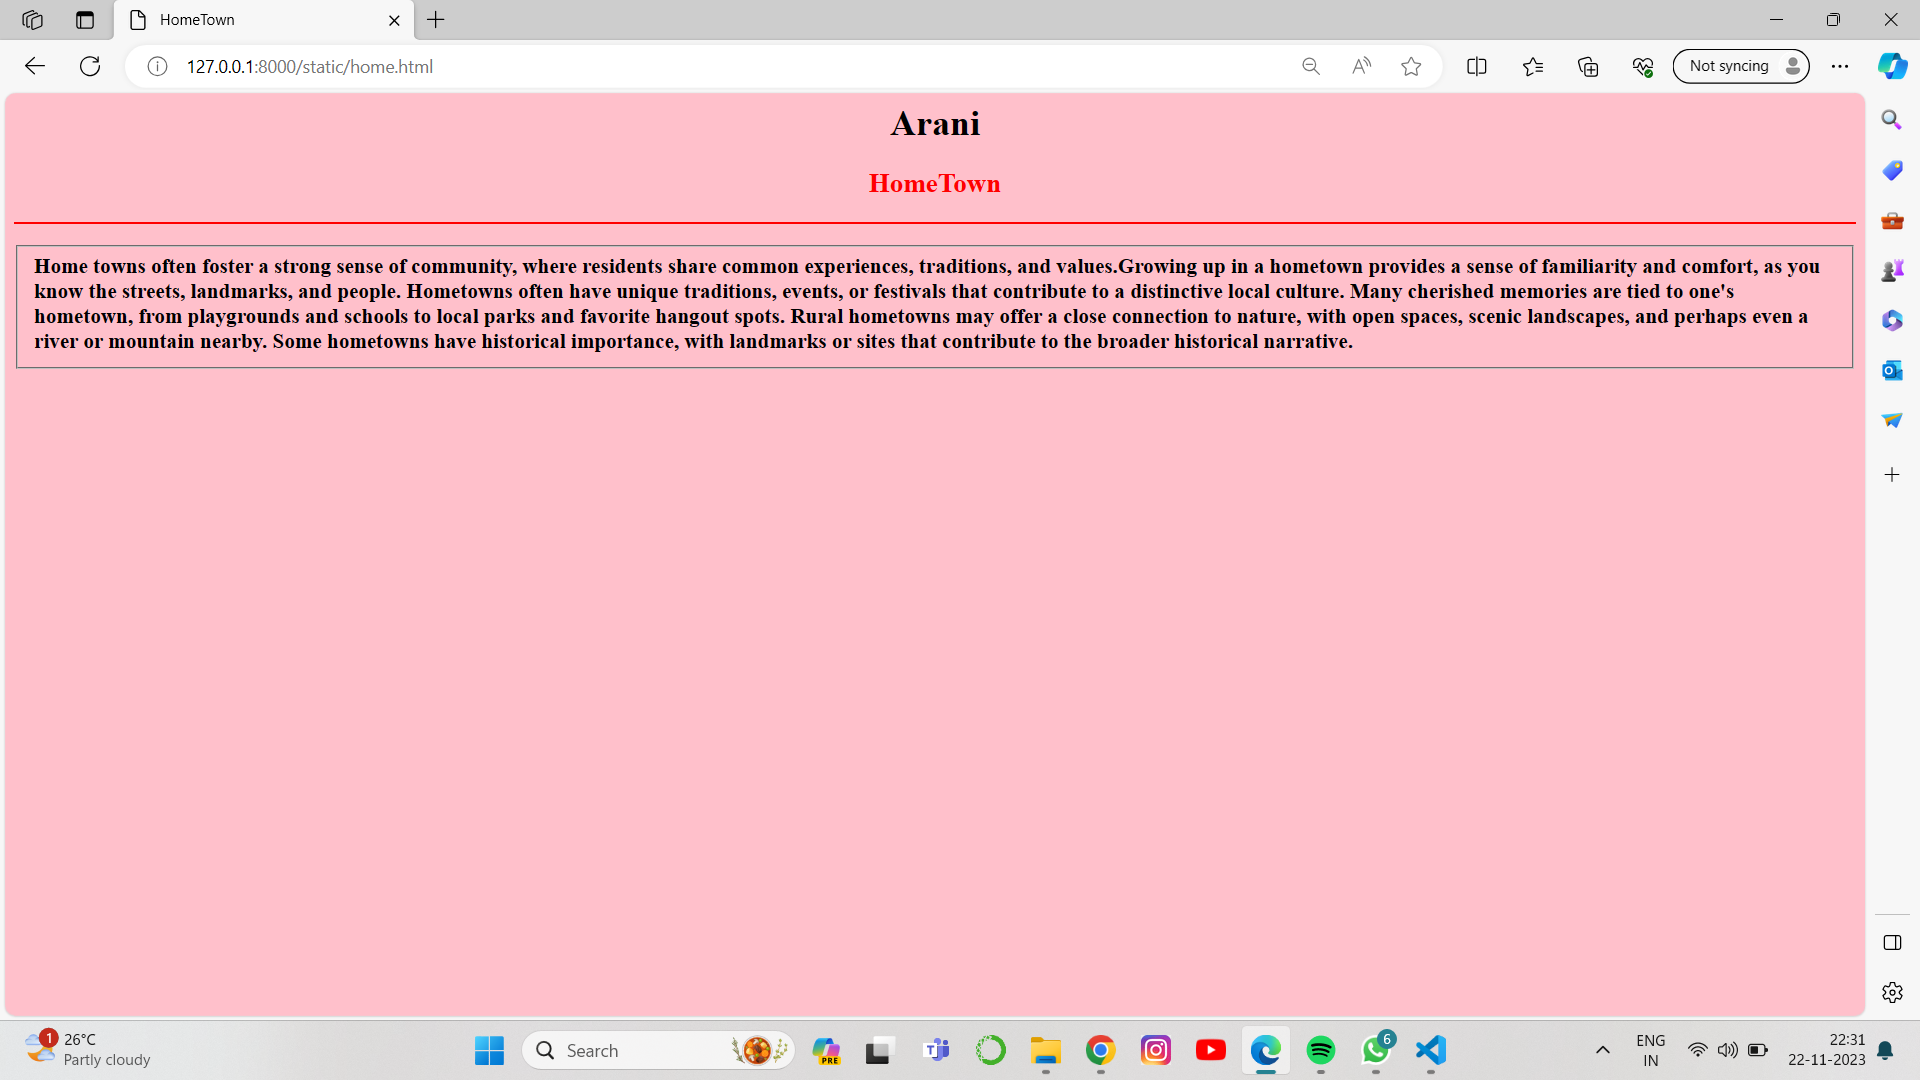 HomeTown
127.0.0.1:8000/static/home.html
Not syncing
Arani
HomeTown
Home towns often foster a strong sense of community, where residents share common experiences, traditions, and values.Growing up in a hometown provides a sense of familiarity and comfort, as you
know the streets, landmarks, and people. Hometowns often have unique traditions, events, or festivals that contribute to a distinctive local culture. Many cherished memories are tied to one's
hometown, from playgrounds and schools to local parks and favorite hangout spots. Rural hometowns may offer a close connection to nature, with open spaces, scenic landscapes, and perhaps even a
river or mountain nearby. Some hometowns have historical importance, with landmarks or sites that contribute to the broader historical narrative.
1
26°C
Partly cloudy
Search
PRE
6
ENG
IN
22:31
22-11-2023